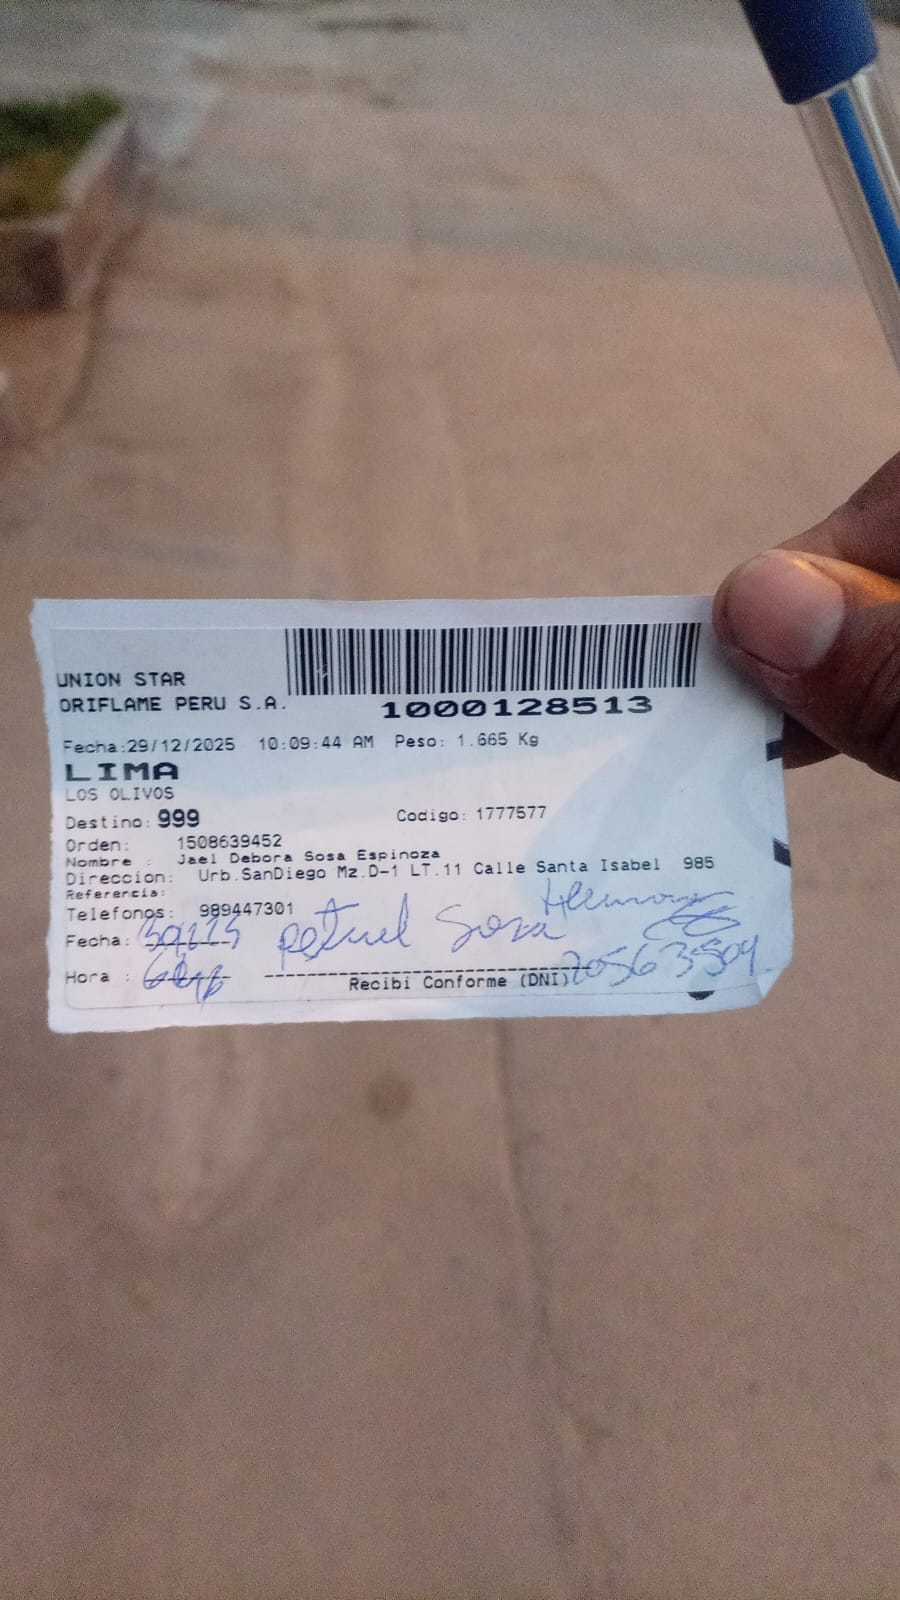 UNION STAR
ORIFLAME PERU S.A.
1000128513
Fecha:29/12/2025 10:09:44 AM Peso: 1.665 Kg
LIMA
LOS OLIVOS
Destino: 999 Codigo: 1777577
Orden: 1508639452
Nombre : Jael Debora Sosa Espinoza
Direccion: Urb.SanDiego Mz.D-1 LT.11 Calle Santa Isabel 985
Referencia:
Telefonos: 989447301
Fecha: Sosa
Hora :
Recibi Conforme (DNI) 20563509